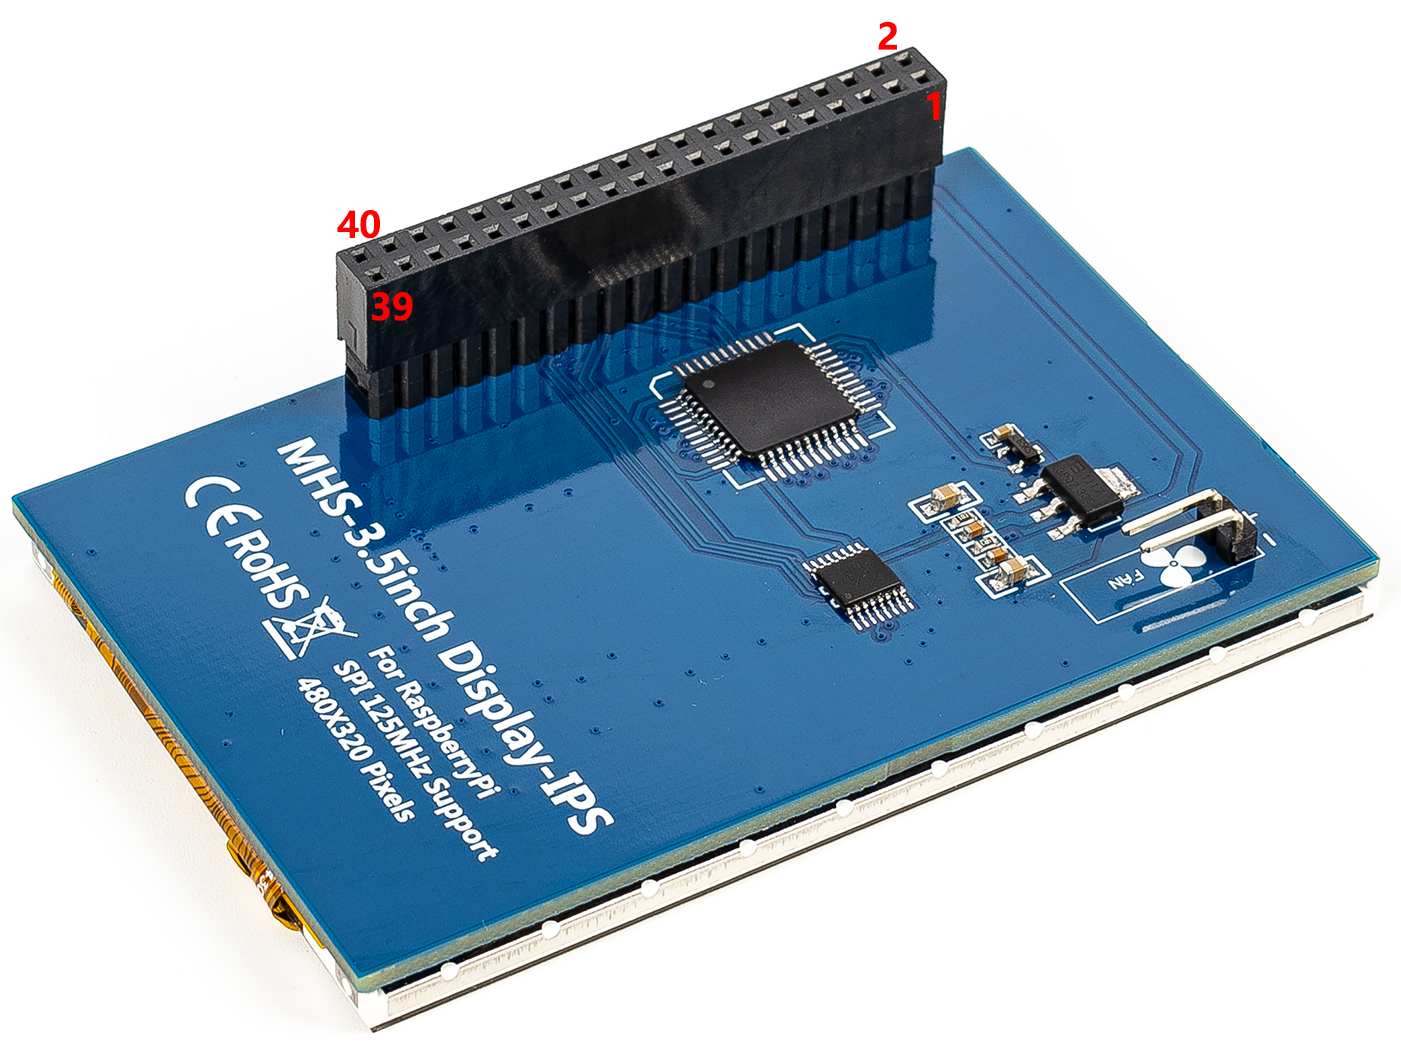 2
1
40
39
MHS-3.5inch Display-IPS
CE RoHS
For RaspberryPi
SPI 125MHz Support
480X320 Pixels
FAN
+
-